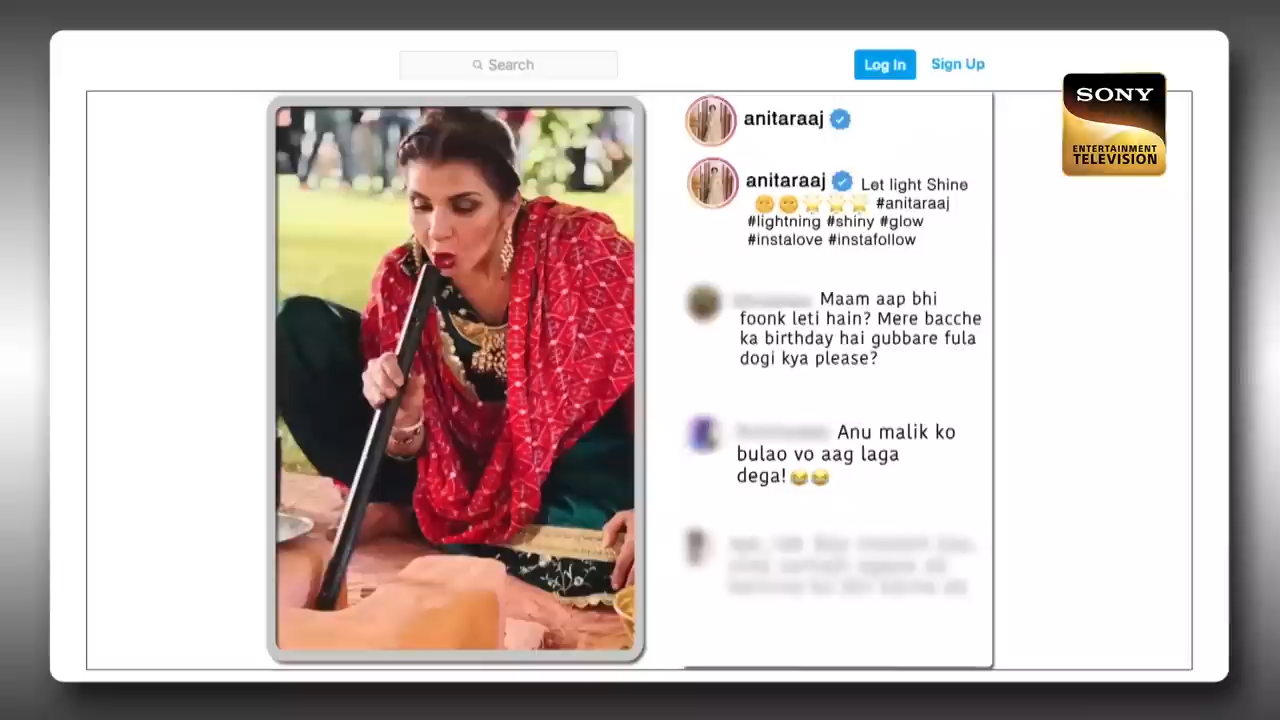 Search
Log In
Sign Up
SONY
ENTERTAINMENT
TELEVISION
anitaraaj
anitaraaj Let light Shine
🌝🌝🌟🌟🌟 #anitaraaj
#lightning #shiny #glow
#instalove #instafollow
Maam aap bhi
foonk leti hain? Mere bacche
ka birthday hai gubbare fula
dogi kya please?
Anu malik ko
bulao vo aag laga
dega!😂😂